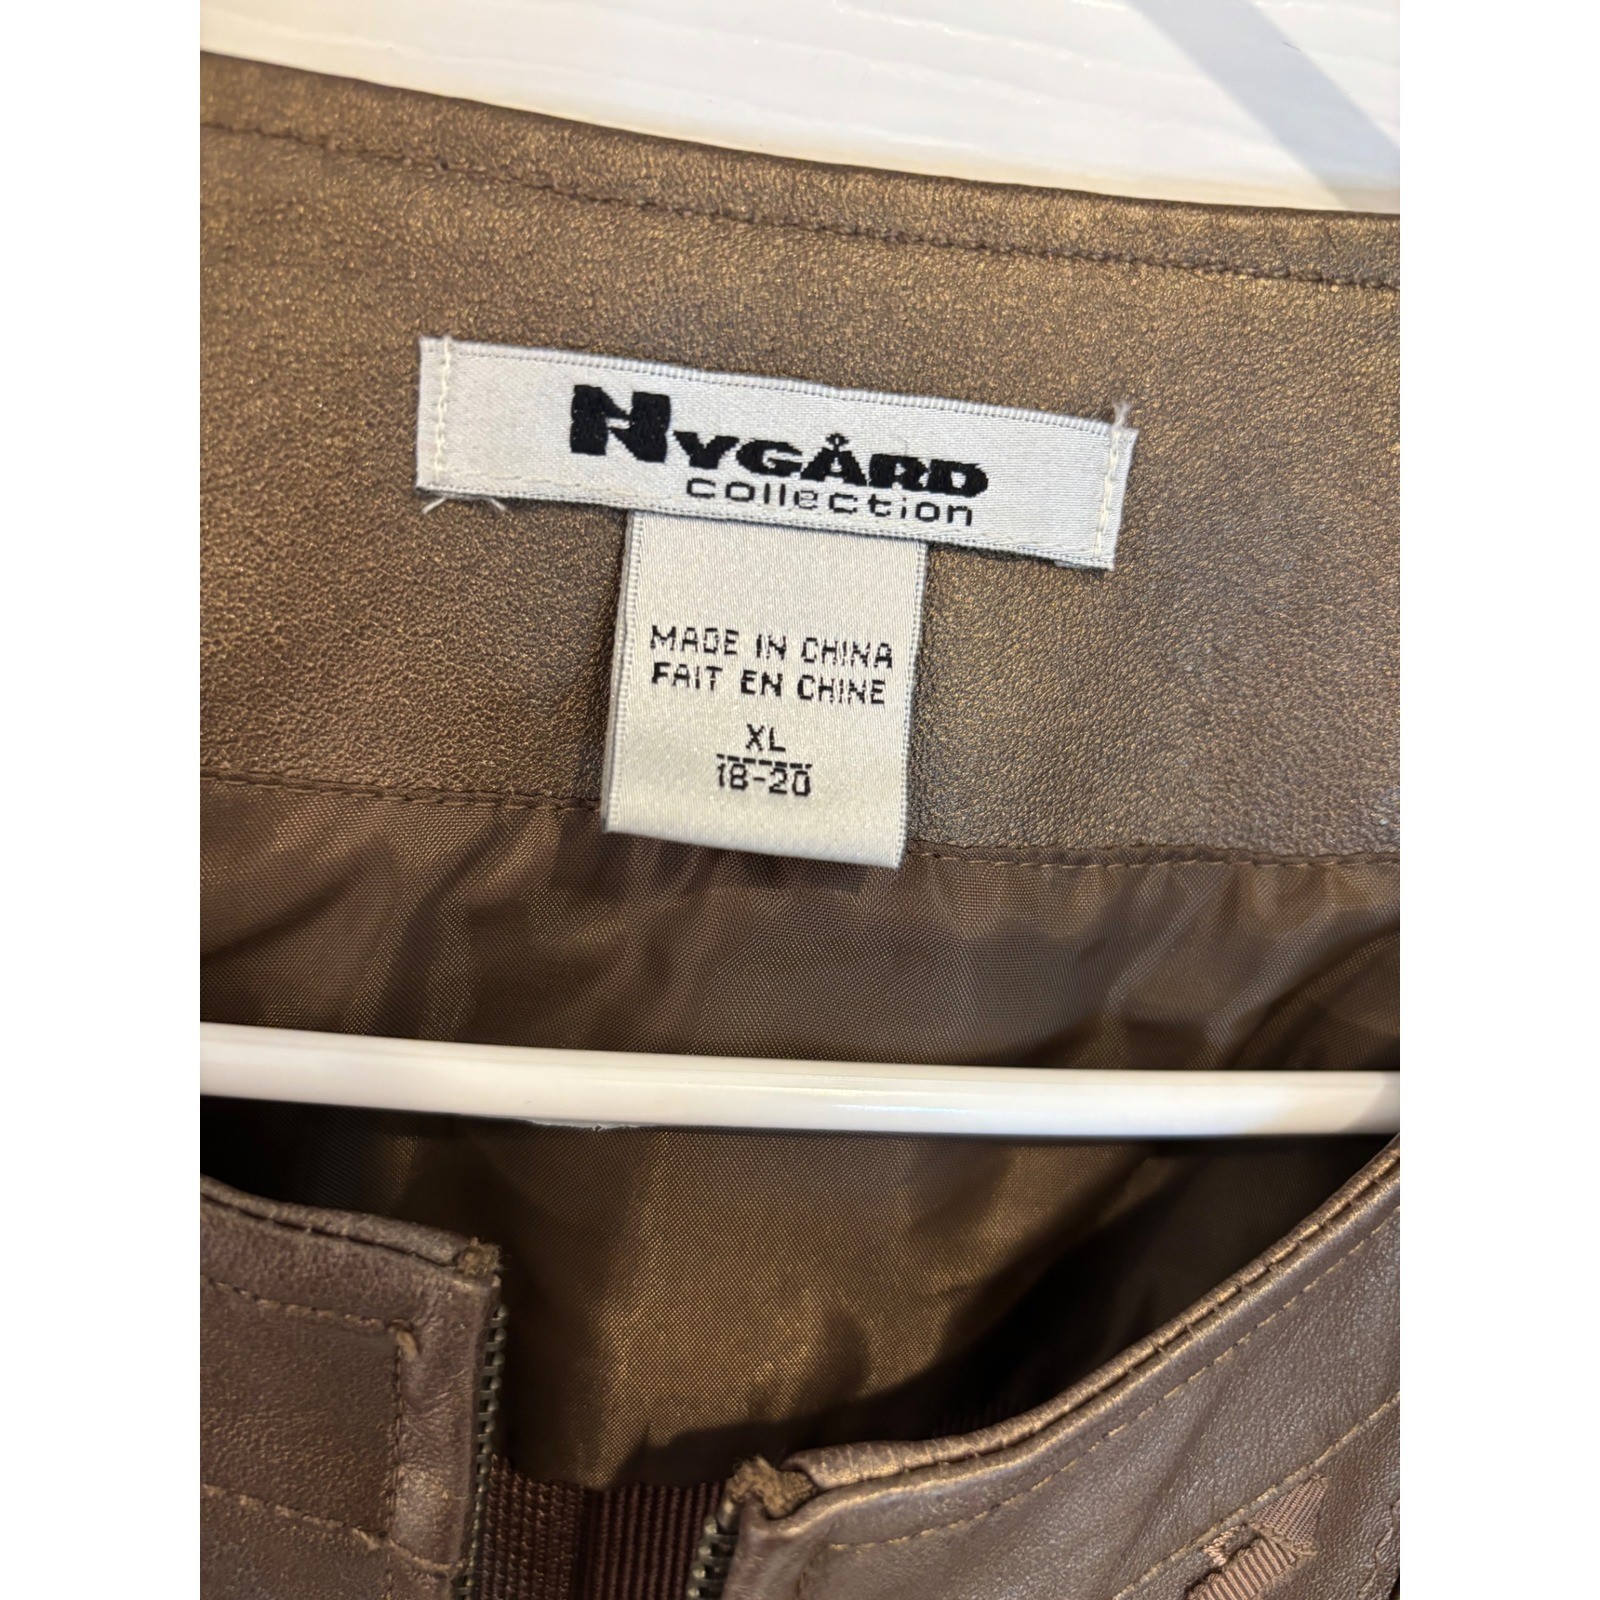 NYGÅRD
collection
MADE IN CHINA
FAIT EN CHINE
XL
18-20